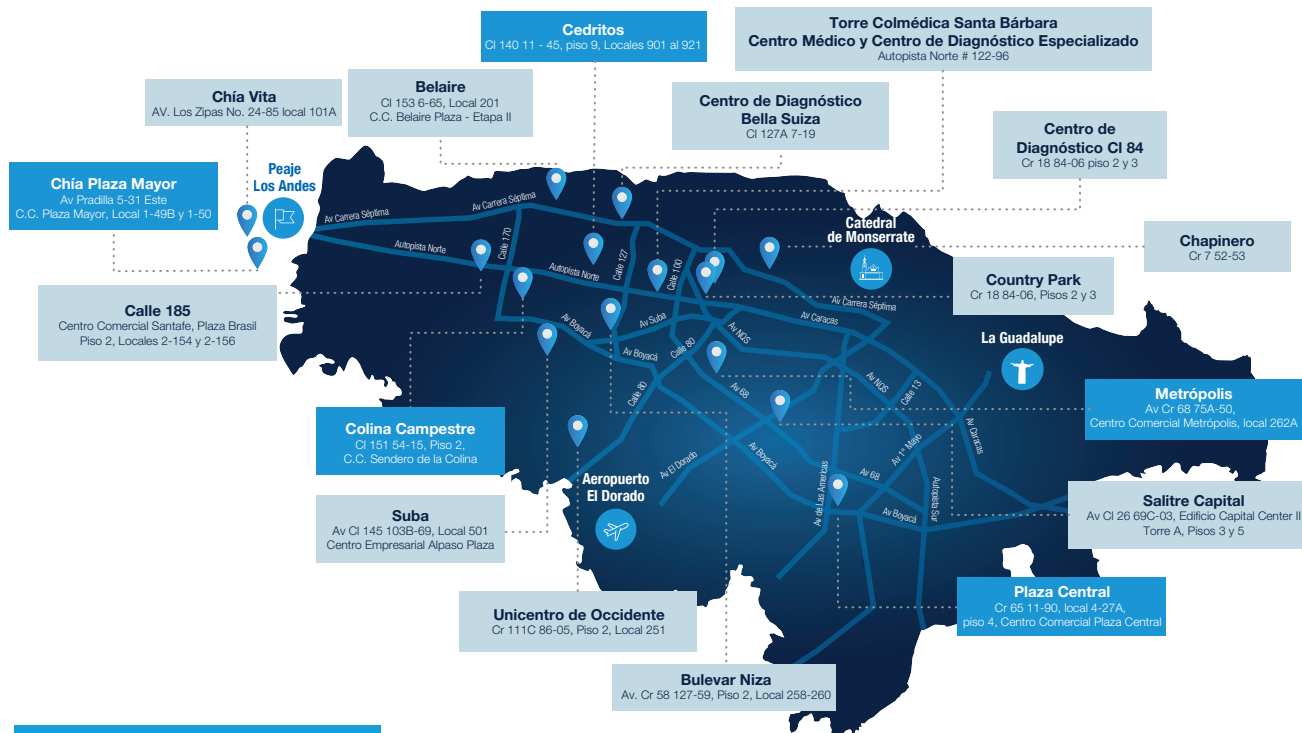 Cedritos
Cl 140 11 - 45, piso 9, Locales 901 al 921
Torre Colmédica Santa Bárbara
Centro Médico y Centro de Diagnóstico Especializado
Autopista Norte # 122-96
Belaire
Cl 153 6-65, Local 201
C.C. Belaire Plaza - Etapa II
Chía Vita
AV. Los Zipas No. 24-85 local 101A
Centro de Diagnóstico
Bella Suiza
Cl 127A 7-19
Centro de
Diagnóstico Cl 84
Cr 18 84-06 piso 2 y 3
Chía Plaza Mayor
Av Pradilla 5-31 Este
C.C. Plaza Mayor, Local 1-49B y 1-50
Peaje
Los Andes
Av Carrera Séptima
Av Carrera Séptima
Autopista Norte
Calle 170
Autopista Norte
Calle 127
Calle 100
Catedral
de Monserrate
Chapinero
Cr 7 52-53
Country Park
Cr 18 84-06, Pisos 2 y 3
Calle 185
Centro Comercial Santafe, Plaza Brasil
Piso 2, Locales 2-154 y 2-156
Av Carrera Séptima
Av Caracas
Av Boyacá
Av Suba
Av NQS
Av Boyacá
Calle 80
Calle 80
Av 68
Av NQS
Calle 13
La Guadalupe
Metrópolis
Av Cr 68 75A-50,
Centro Comercial Metrópolis, local 262A
Colina Campestre
Cl 151 54-15, Piso 2,
C.C. Sendero de la Colina
Av El Dorado
Av Boyacá
Av 1º Mayo
Av Caracas
Av de Las Americas
Av 68
Autopista Sur
Av Boyacá
Aeropuerto
El Dorado
Suba
Av Cl 145 103B-69, Local 501
Centro Empresarial Alpaso Plaza
Salitre Capital
Av Cl 26 69C-03, Edificio Capital Center II
Torre A, Pisos 3 y 5
Unicentro de Occidente
Cr 111C 86-05, Piso 2, Local 251
Plaza Central
Cr 65 11-90, local 4-27A,
piso 4, Centro Comercial Plaza Central
Bulevar Niza
Av. Cr 58 127-59, Piso 2, Local 258-260